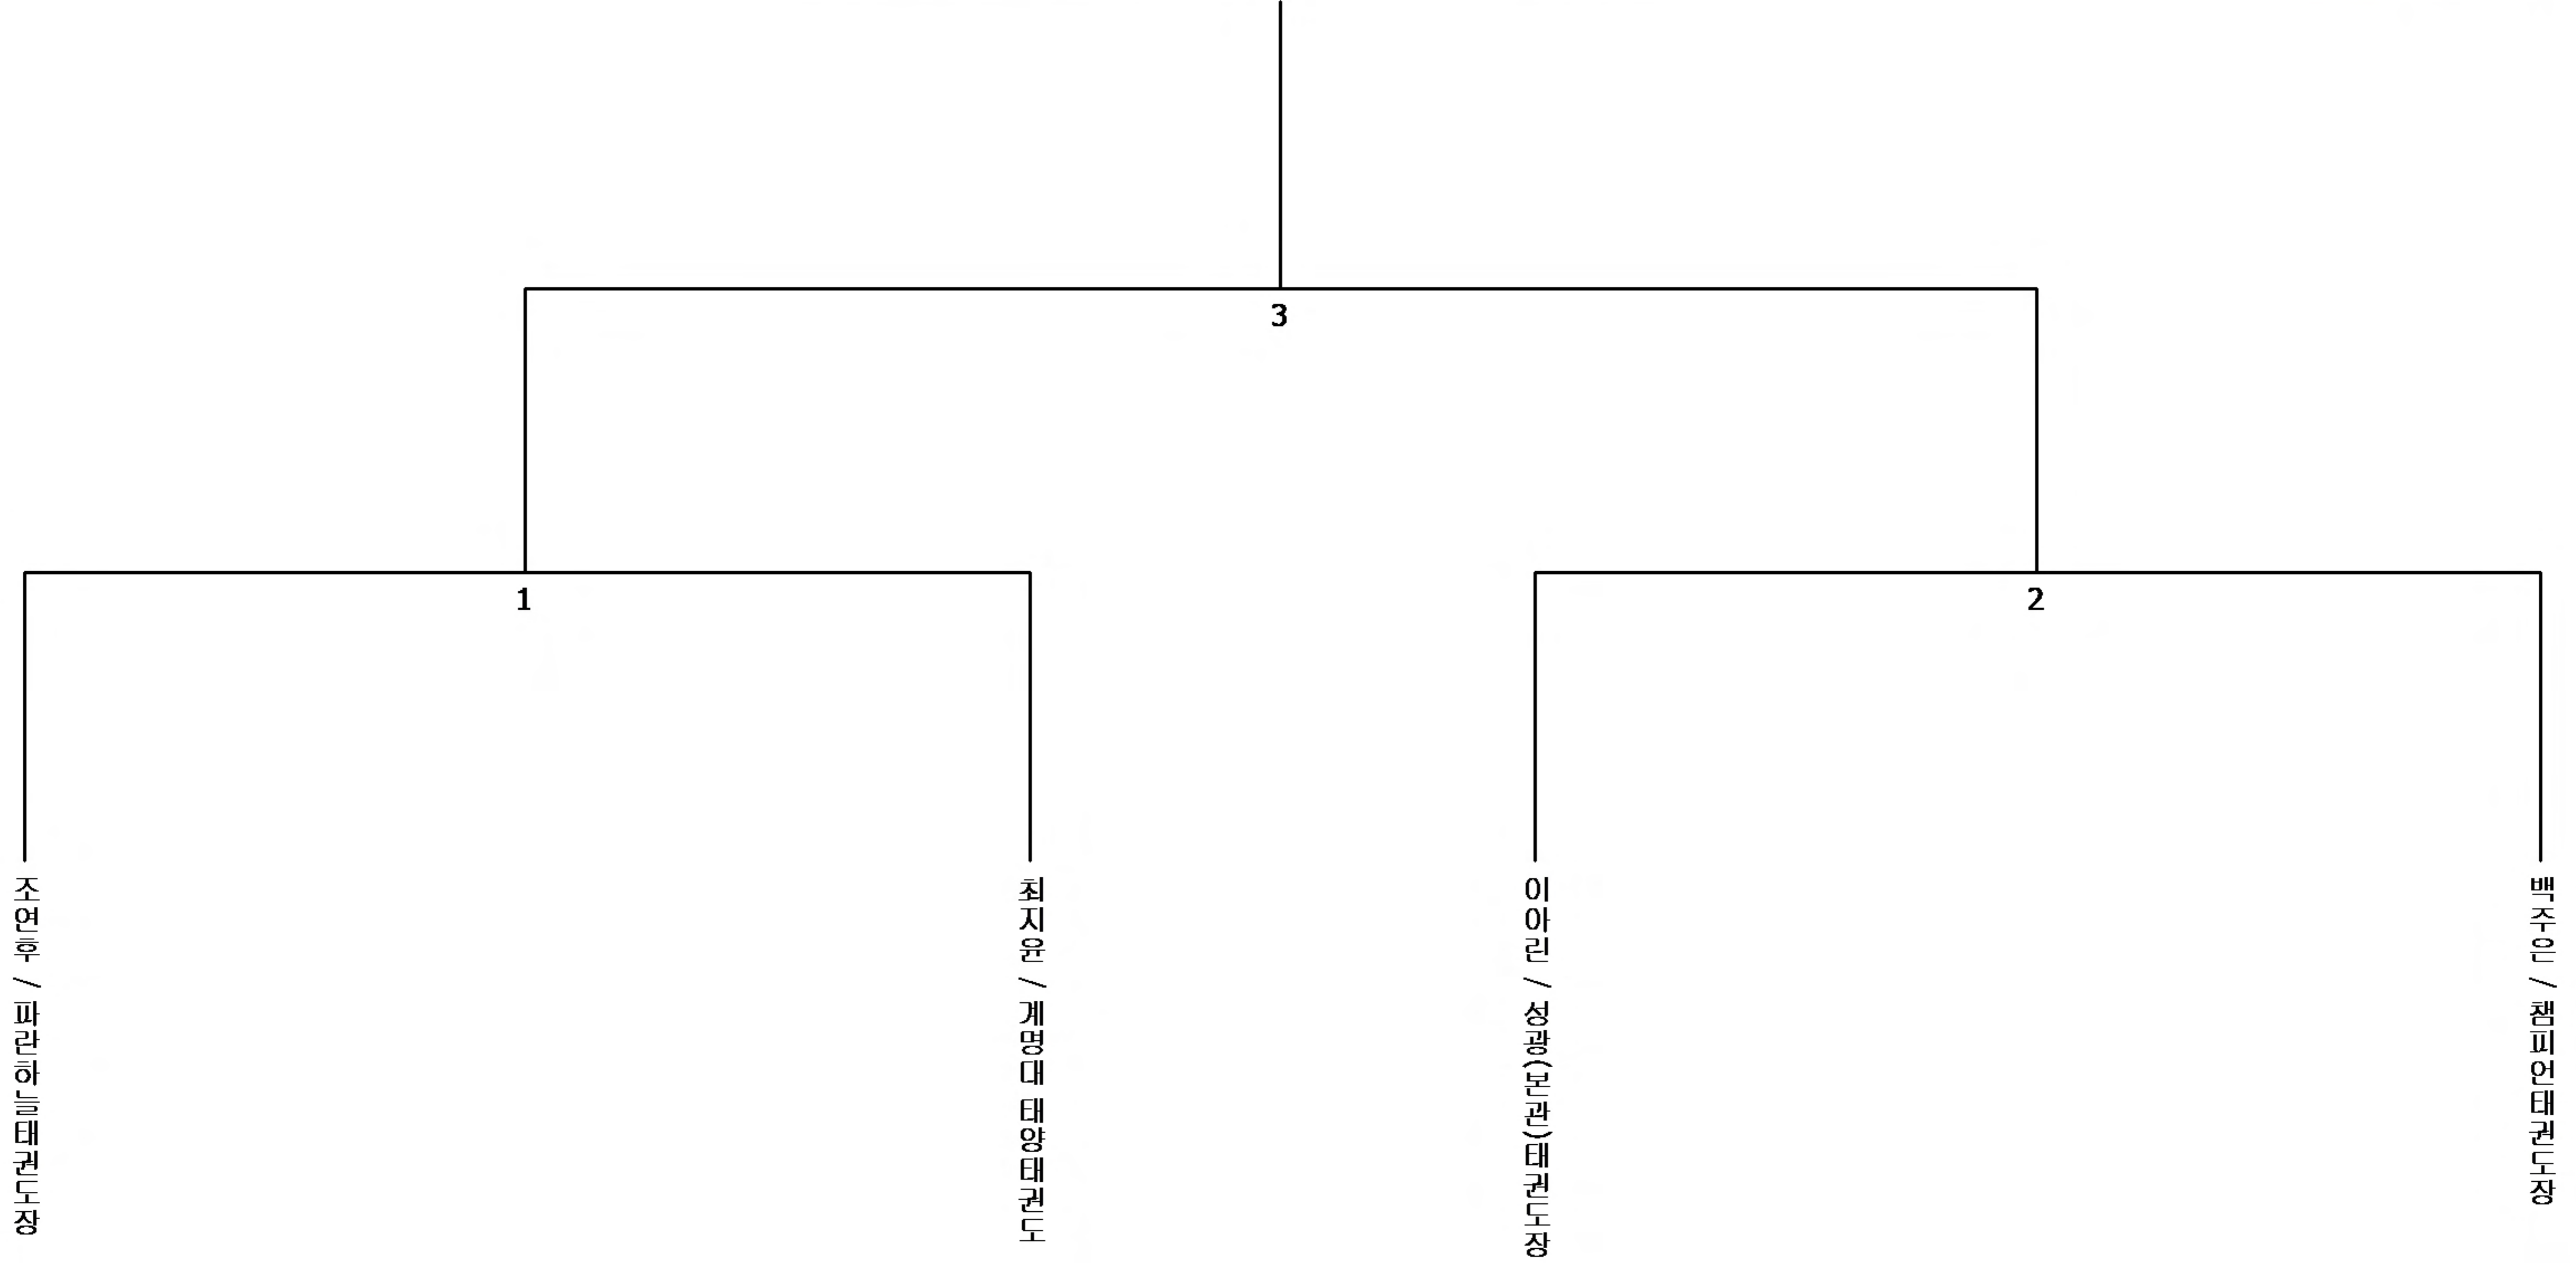 3
1
2
조연후 / 파란하늘태권도장
최지윤 / 계명대 태양태권도
이아린 / 성광(본관)태권도장
백주은 / 챔피언태권도장